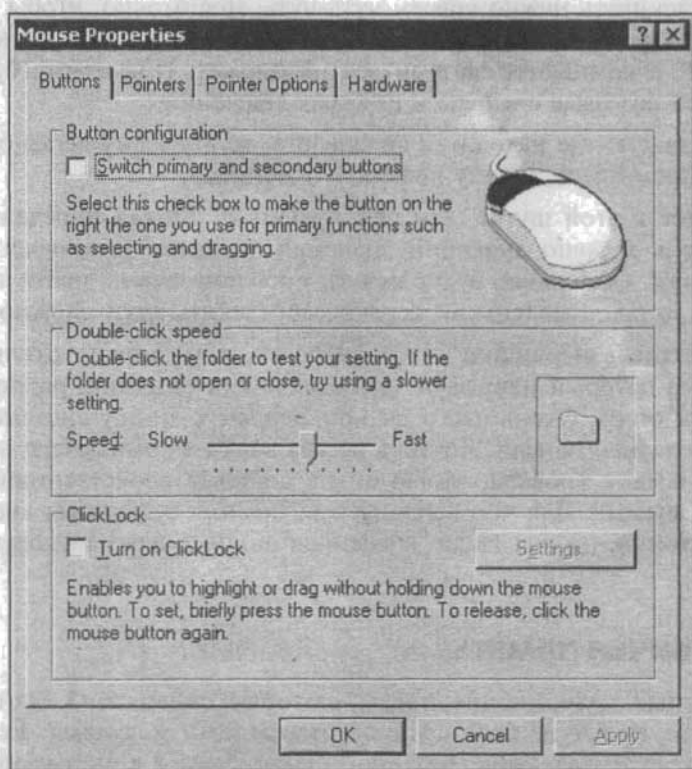 Mouse Properties
? X
Buttons Pointers Pointer Options Hardware
Button configuration
Switch primary and secondary buttons
Select this check box to make the button on the
right the one you use for primary functions such
as selecting and dragging.
Double-click speed
Double-click the folder to test your setting. If the
folder does not open or close, try using a slower
setting.
Speed: Slow Fast
ClickLock
Turn on ClickLock
Settings...
Enables you to highlight or drag without holding down the mouse
button. To set, briefly press the mouse button. To release, click the
mouse button again.
OK Cancel Apply